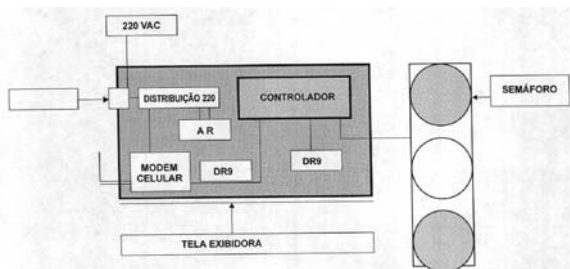 220 VAC
DISTRIBUIÇÃO 220
CONTROLADOR
SEMÁFORO
A R
MODEM
CELULAR
DR9
DR9
TELA EXIBIDORA